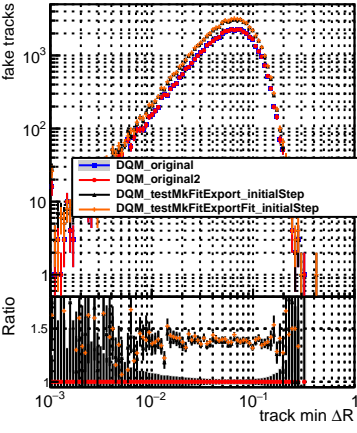 fake tracks
10³
10²
10
1
DQM_original
DQM_original2
DQM_testMkFitExport_initialStep
DQM_testMkFitExportFit_initialStep
Ratio
1.5
1
10⁻³
10⁻²
10⁻¹
1
track min ΔR